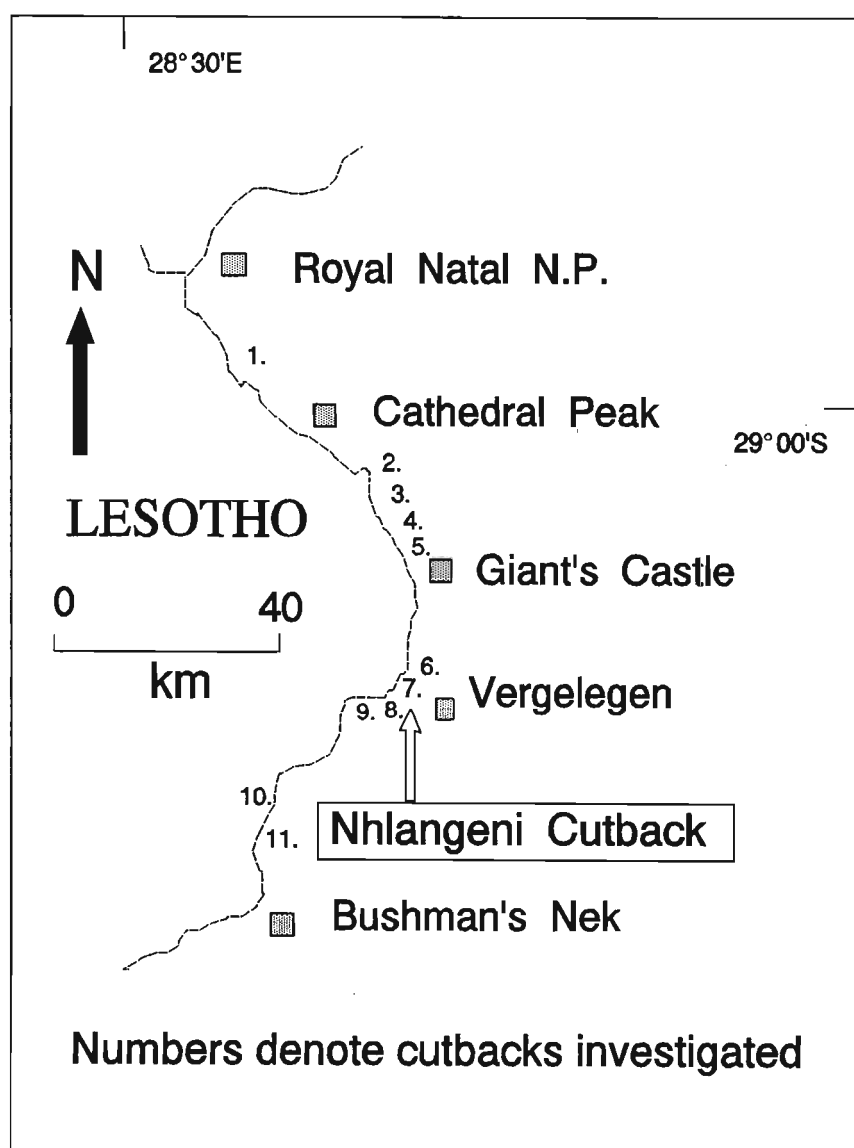 28°30'E
N
Royal Natal N.P.
1.
Cathedral Peak
29°00'S
2.
3.
LESOTHO
4.
5.
Giant's Castle
0 40
km
6.
7.
Vergelegen
9. 8.
10.
Nhlangeni Cutback
11.
Bushman's Nek
Numbers denote cutbacks investigated